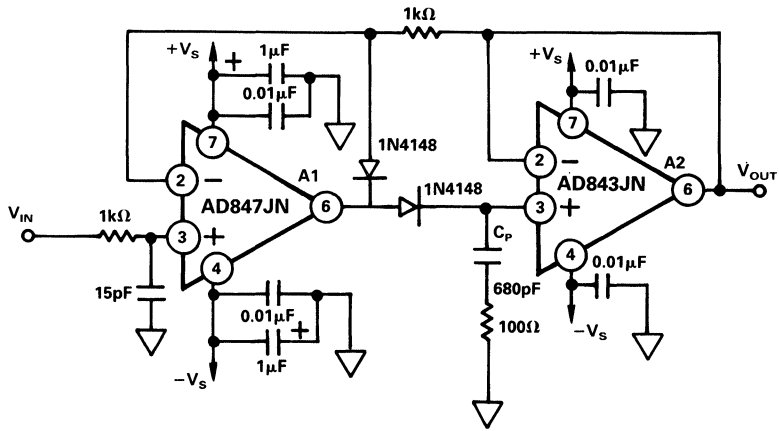 1kΩ
+VS
+
1μF
0.01μF
+VS
0.01μF
7
7
1N4148
2
−
A1
2
−
A2
VOUT
AD847JN
6
1N4148
AD843JN
6
VIN
1kΩ
3
+
3
+
CP
4
4
15pF
0.01μF
680pF
0.01μF
+
100Ω
1μF
−VS
−VS